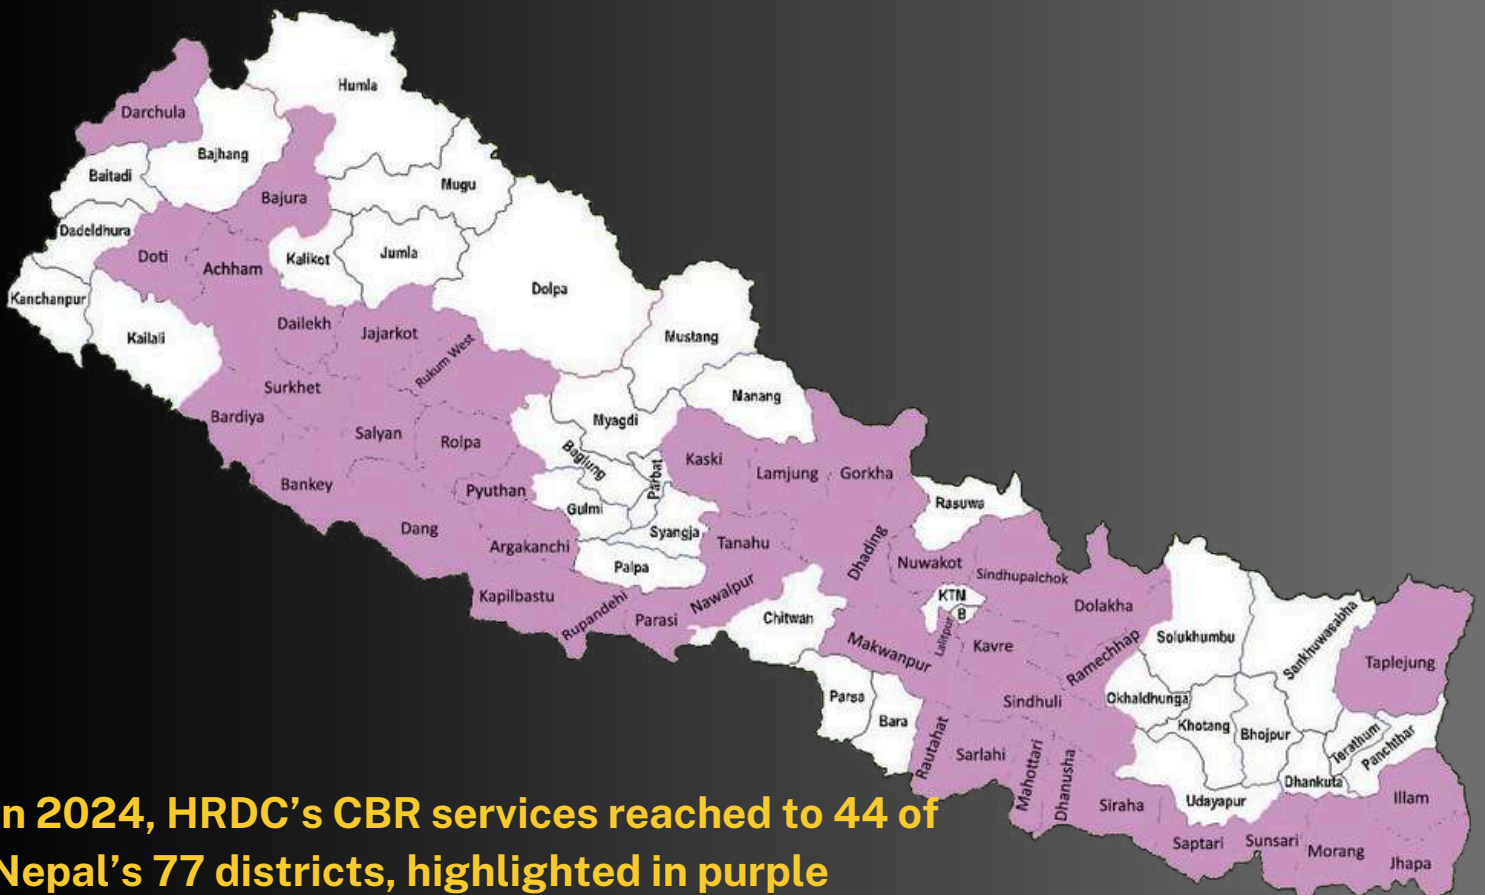 Humla
Darchula
Bajhang
Baitadi
Mugu
Bajura
Dadeldhura
Doti
Achham
Kalikot
Jumla
Dolpa
Kanchanpur
Kailali
Dailekh
Jajarkot
Rukum West
Mustang
Surkhet
Nanang
Bardiya
Myagdi
Salyan
Rolpa
Baglung
Parbat
Kaski
Lamjung
Gorkha
Bankey
Pyuthan
Gulmi
Rasuwa
Dang
Syangja
Argakanchi
Tanahu
Dhading
Nuwakot
Palpa
Sindhupalchok
Kapilbastu
Nawalpur
KTM
B
Dolakha
Rupandehi
Parasi
Chitwan
Lalitpur
Kavre
Makwanpur
Ramechhap
Solukhumbu
Sankhuwasabha
Taplejung
Parsa
Bara
Sindhuli
Okhaldhunga
Khotang
Bhojpur
Terathum
Panchthar
Rautahat
Sarlahi
Mahottari
Dhanusha
Dhankuta
Siraha
Udayapur
Illam
Saptari
Sunsari
Morang
Jhapa
n 2024, HRDC’s CBR services reached to 44 of
Nepal’s 77 districts, highlighted in purple